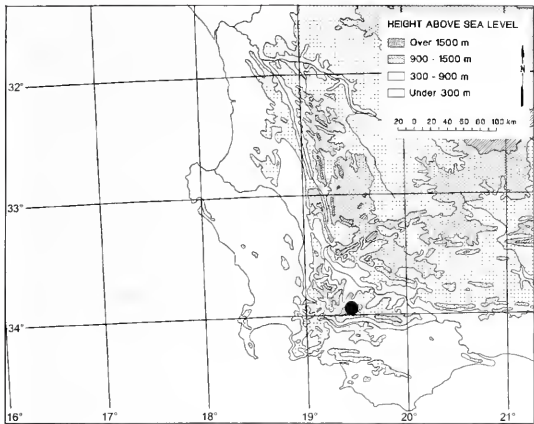 HEIGHT ABOVE SEA LEVEL
Over 1500 m
900 - 1500 m
300 - 900 m
Under 300 m
N
20 0 20 40 60 80 100 km
32°
33°
34°
16° 17° 18° 19° 20° 21°